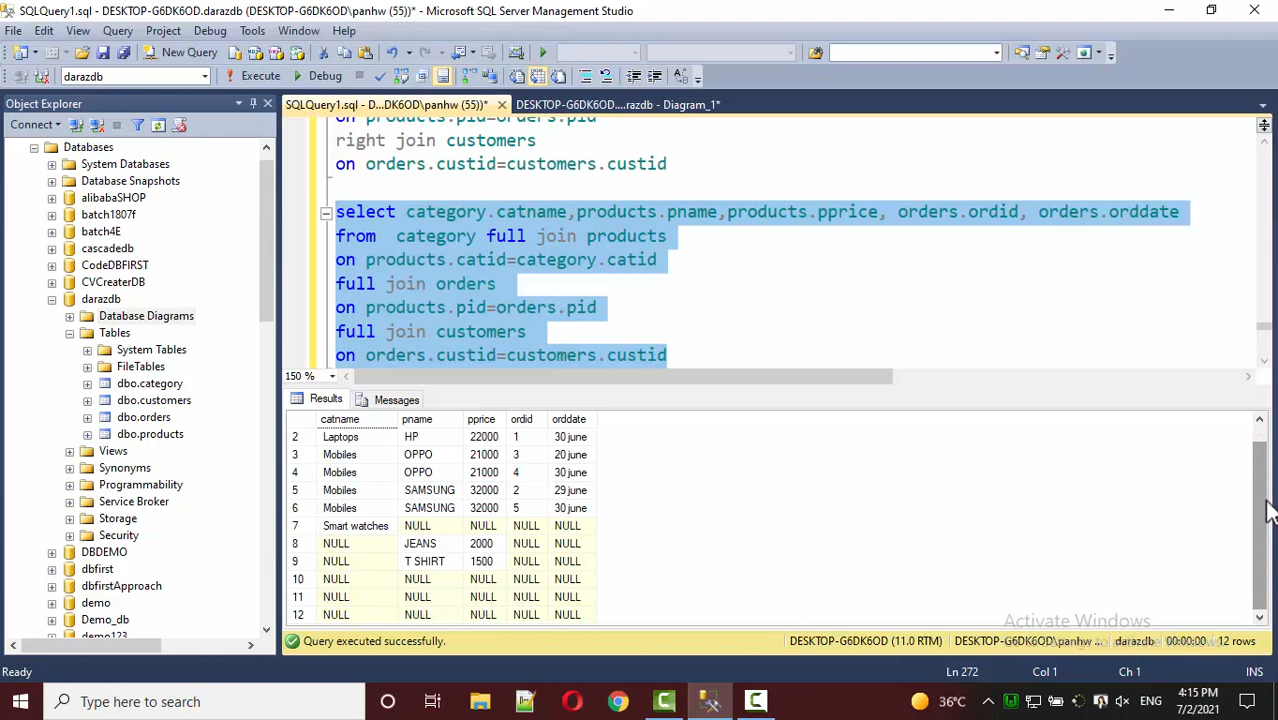 SQLQuery1.sql - DESKTOP-G6DK6OD.darazdb (DESKTOP-G6DK6OD\panhw (55))* - Microsoft SQL Server Management Studio
File Edit View Query Project Debug Tools Window Help
New Query
darazdb Execute Debug
Object Explorer
SQLQuery1.sql - D...DK6OD\panhw (55))* DESKTOP-G6DK6OD....razdb - Diagram_1*
Connect
Databases
System Databases
Database Snapshots
alibabaSHOP
batch1807f
batch4E
cascadedb
CodeDBFIRST
CVCreaterDB
darazdb
Database Diagrams
Tables
System Tables
FileTables
dbo.category
dbo.customers
dbo.orders
dbo.products
Views
Synonyms
Programmability
Service Broker
Storage
Security
DBDEMO
dbfirst
dbfirstApproach
demo
Demo_db
demo123
on products.pid=orders.pid
right join customers
on orders.custid=customers.custid
select category.catname,products.pname,products.pprice, orders.ordid, orders.orddate
from category full join products
on products.catid=category.catid
full join orders
on products.pid=orders.pid
full join customers
on orders.custid=customers.custid
150 %
Results Messages
catname pname pprice ordid orddate
2 Laptops HP 22000 1 30 june
3 Mobiles OPPO 21000 3 20 june
4 Mobiles OPPO 21000 4 30 june
5 Mobiles SAMSUNG 32000 2 29 june
6 Mobiles SAMSUNG 32000 5 30 june
7 Smart watches NULL NULL NULL NULL
8 NULL JEANS 2000 NULL NULL
9 NULL T SHIRT 1500 NULL NULL
10 NULL NULL NULL NULL NULL
11 NULL NULL NULL NULL NULL
12 NULL NULL NULL NULL NULL
Activate Windows
Query executed successfully. DESKTOP-G6DK6OD (11.0 RTM) DESKTOP-G6DK6OD\panhw ... darazdb 00:00:00 12 rows
Ready Ln 272 Col 1 Ch 1 INS
Type here to search
36°C ENG
4:15 PM
7/2/2021